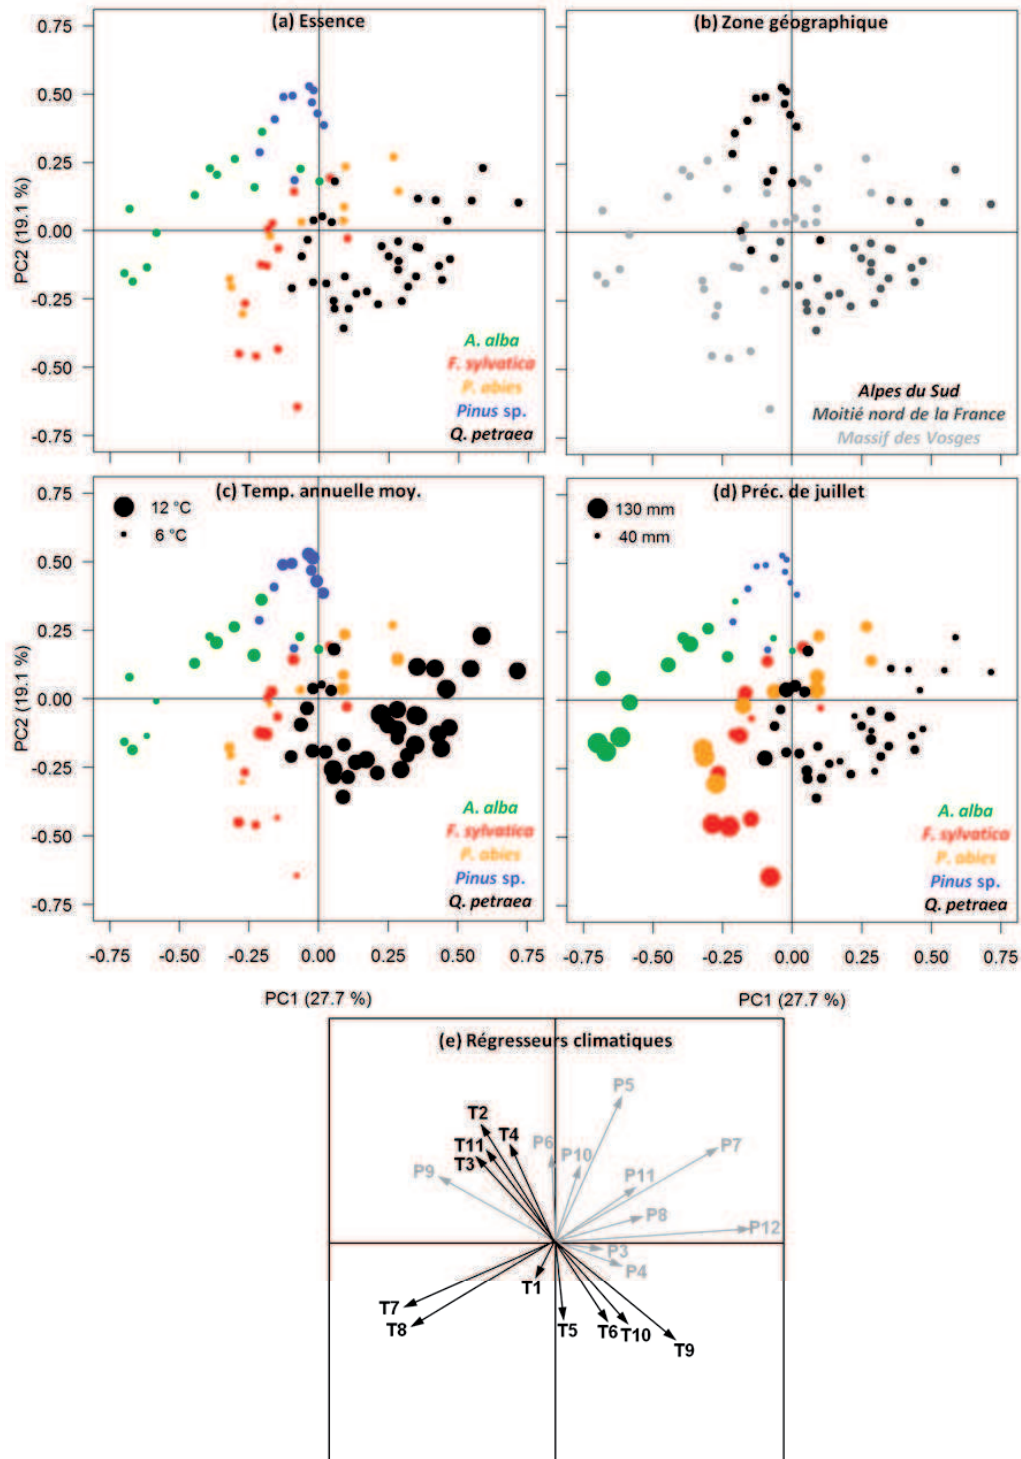 (a) Essence
(b) Zone géographique
0.75
0.50
0.25
0.00
-0.25
-0.50
-0.75
PC2 (19.1 %)
A. alba
F. sylvatica
P. abies
Pinus sp.
Q. petraea
Alpes du Sud
Moitié nord de la France
Massif des Vosges
(c) Temp. annuelle moy.
(d) Préc. de juillet
12 °C
6 °C
130 mm
40 mm
0.75
0.50
0.25
0.00
-0.25
-0.50
-0.75
PC2 (19.1 %)
A. alba
F. sylvatica
P. abies
Pinus sp.
Q. petraea
A. alba
F. sylvatica
P. abies
Pinus sp.
Q. petraea
-0.75 -0.50 -0.25 0.00 0.25 0.50 0.75
-0.75 -0.50 -0.25 0.00 0.25 0.50 0.75
PC1 (27.7 %)
PC1 (27.7 %)
(e) Régresseurs climatiques
P5
T2
T4
T11
P6
T3
P10
P7
P9
P11
P8
P12
P3
P4
T1
T7
T8
T5
T6
T10
T9